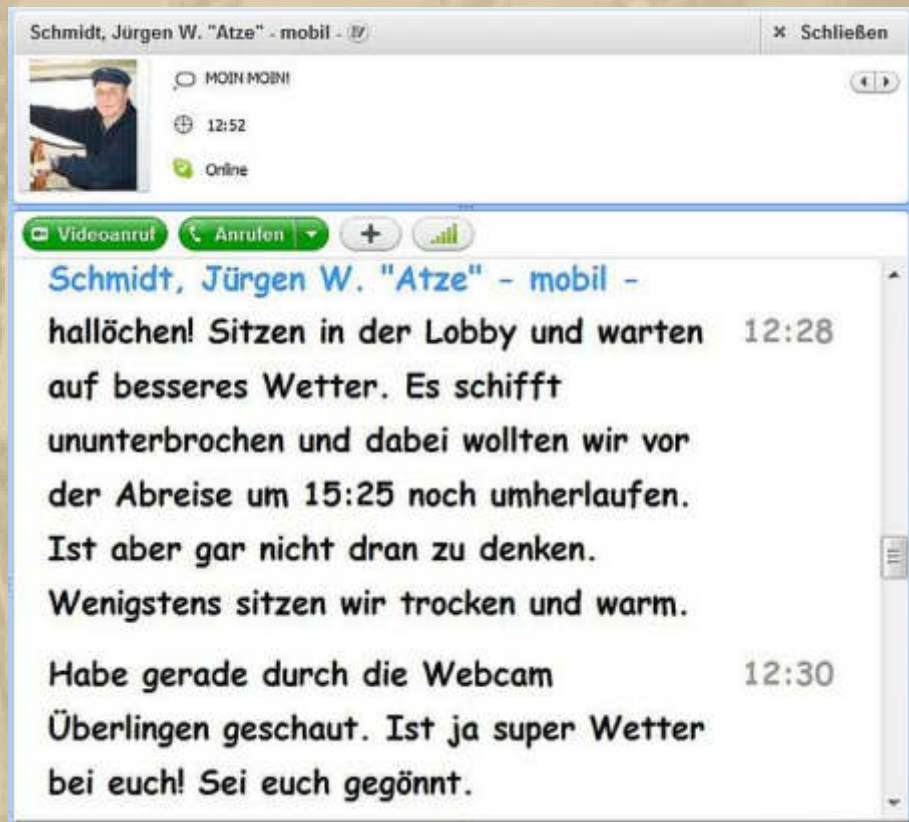 Schmidt, Jürgen W. "Atze" - mobil -
× Schließen
MOIN MOIN!
12:52
Online
Videoanruf
Anrufen
Schmidt, Jürgen W. "Atze" - mobil -
hallöchen! Sitzen in der Lobby und warten 12:28
auf besseres Wetter. Es schifft
ununterbrochen und dabei wollten wir vor
der Abreise um 15:25 noch umherlaufen.
Ist aber gar nicht dran zu denken.
Wenigstens sitzen wir trocken und warm.
Habe gerade durch die Webcam 12:30
Überlingen geschaut. Ist ja super Wetter
bei euch! Sei euch gegönnt.